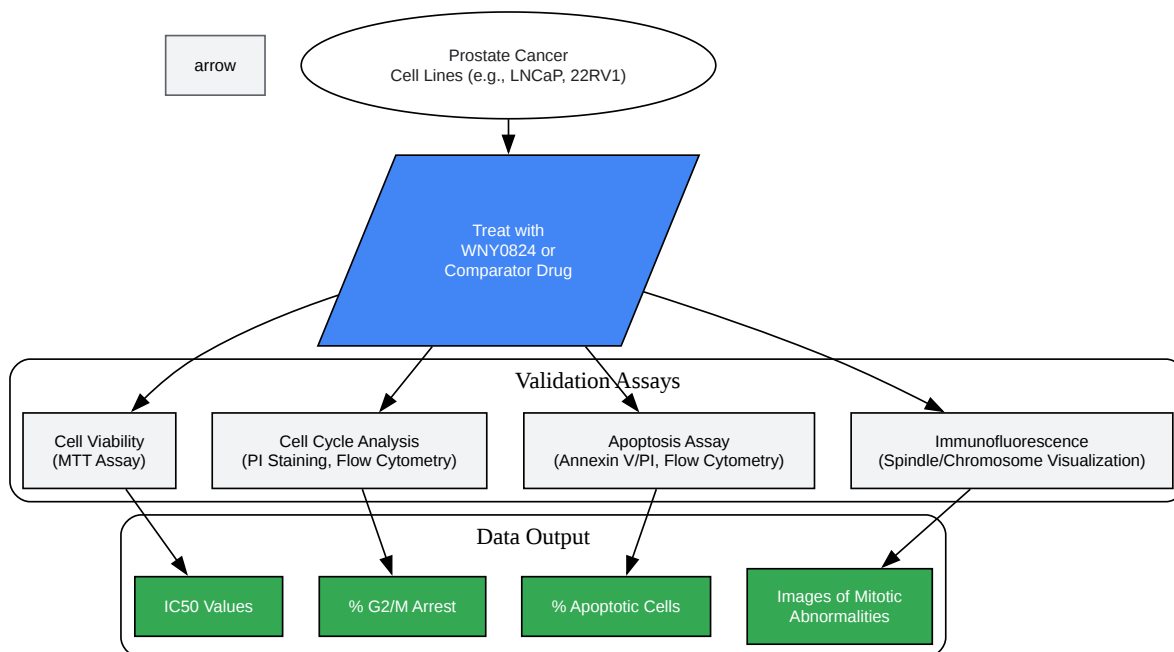 arrow
Prostate Cancer
Cell Lines (e.g., LNCaP, 22RV1)
Treat with
WNY0824 or
Comparator Drug
Validation Assays
Cell Viability
(MTT Assay)
Cell Cycle Analysis
(PI Staining, Flow Cytometry)
Apoptosis Assay
(Annexin V/PI, Flow Cytometry)
Immunofluorescence
(Spindle/Chromosome Visualization)
Data Output
IC50 Values
% G2/M Arrest
% Apoptotic Cells
Images of Mitotic
Abnormalities